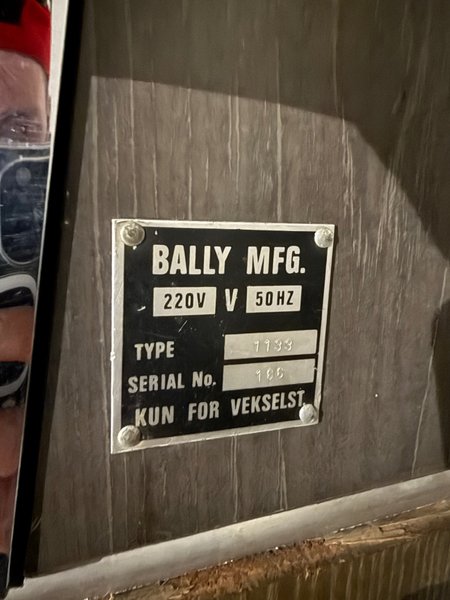 BALLY MFG.
220V V 50HZ
TYPE
SERIAL No.
KUN FOR VEKSELST.